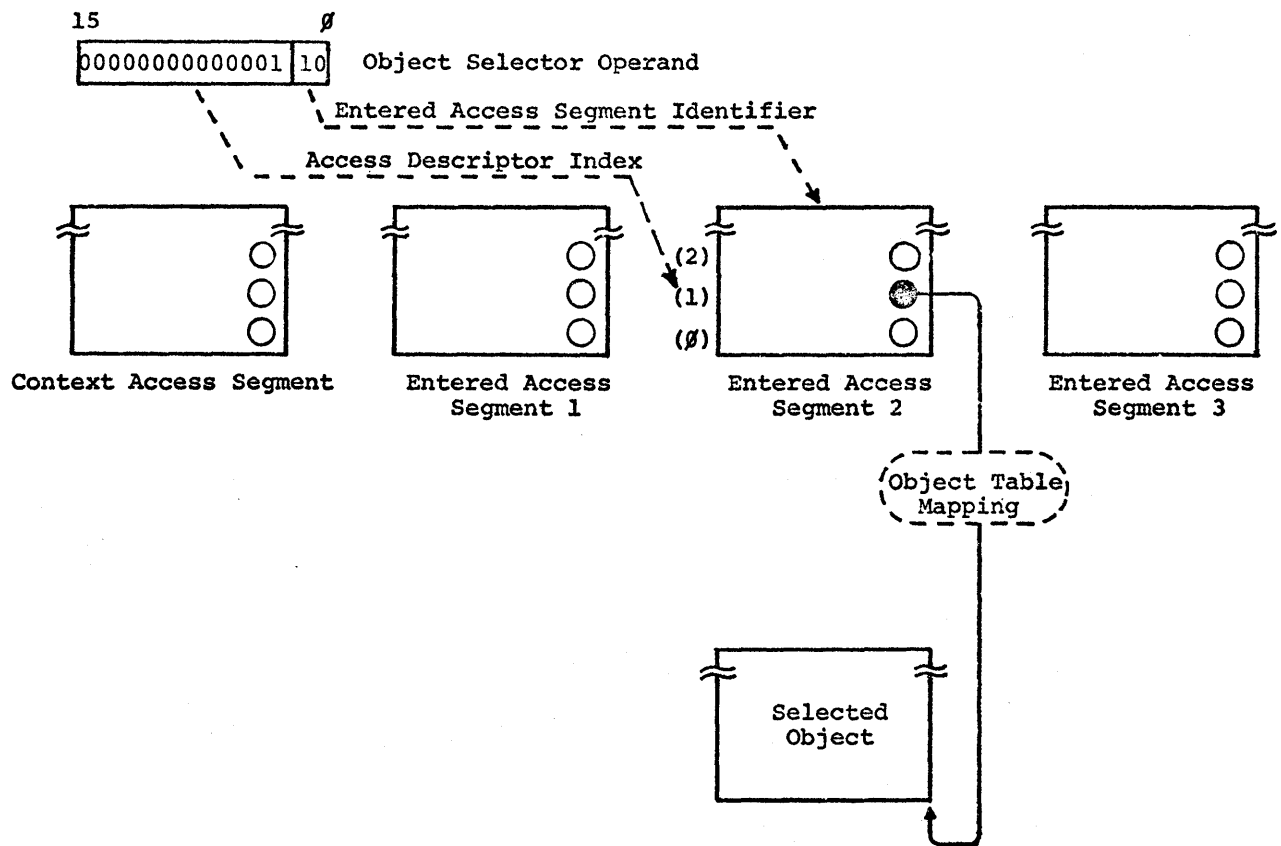 15 Ø
00000000000001 10 Object Selector Operand
Entered Access Segment Identifier
Access Descriptor Index
(2)
(1)
(Ø)
Context Access Segment
Entered Access
Segment 1
Entered Access
Segment 2
Entered Access
Segment 3
Object Table
Mapping
Selected
Object